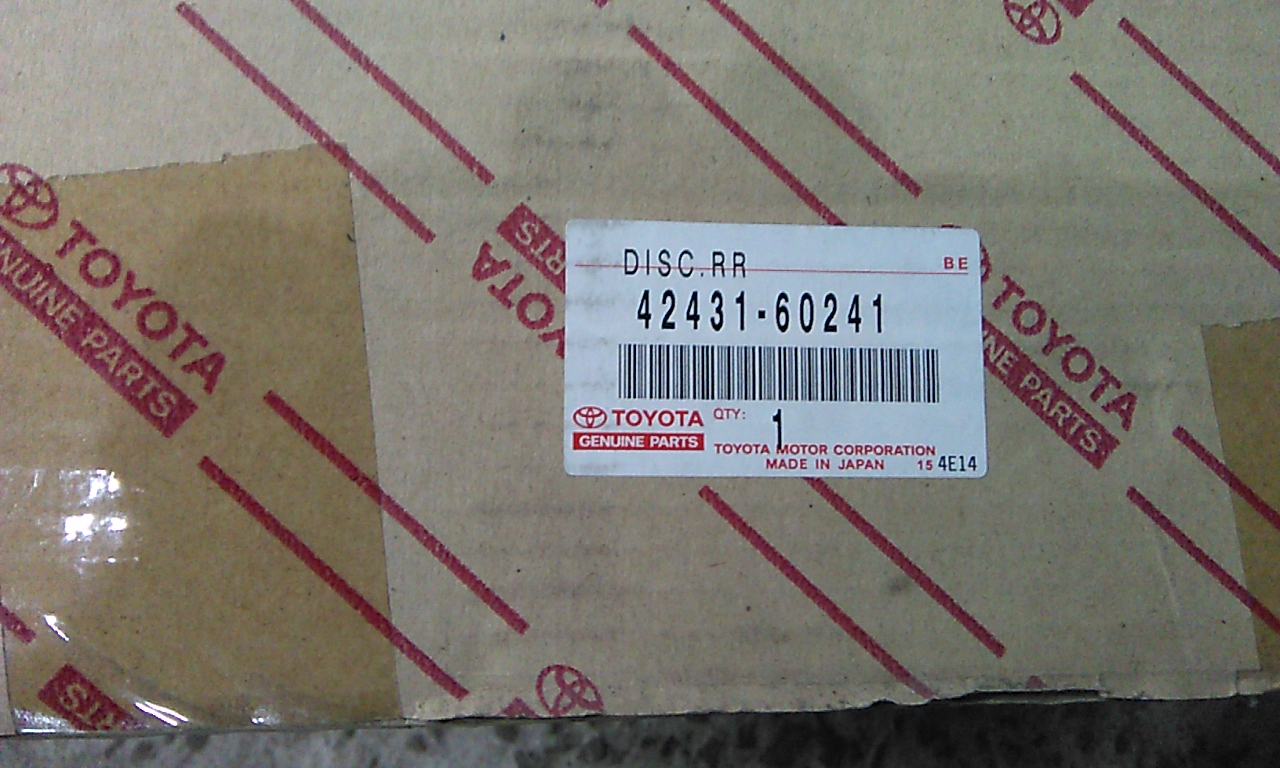 TOYOTA
GENUINE PARTS
TOYOTA
DISC.RR
BE
42431-60241
TOYOTA
GENUINE PARTS
QTY: 1
TOYOTA MOTOR CORPORATION
MADE IN JAPAN 15 4E14
TOYOTA
PARTS